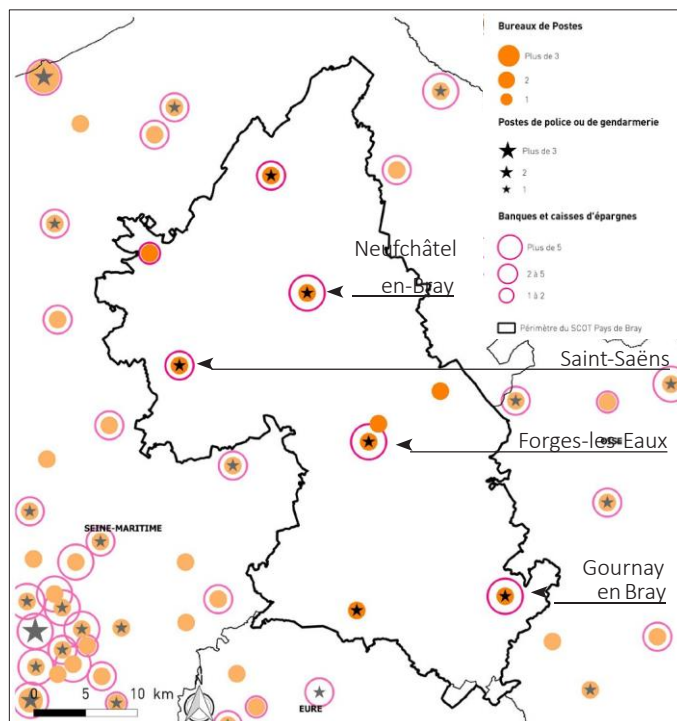 Bureaux de Postes
Plus de 3
2
1
Postes de police ou de gendarmerie
Plus de 3
2
1
Banques et caisses d'épargnes
Plus de 5
2 à 5
1 à 2
Périmètre du SCOT Pays de Bray
Neufchâtel
en-Bray
Saint-Saëns
Forges-les-Eaux
OISE
SEINE-MARITIME
Gournay
en Bray
0 5 10 km
EURE